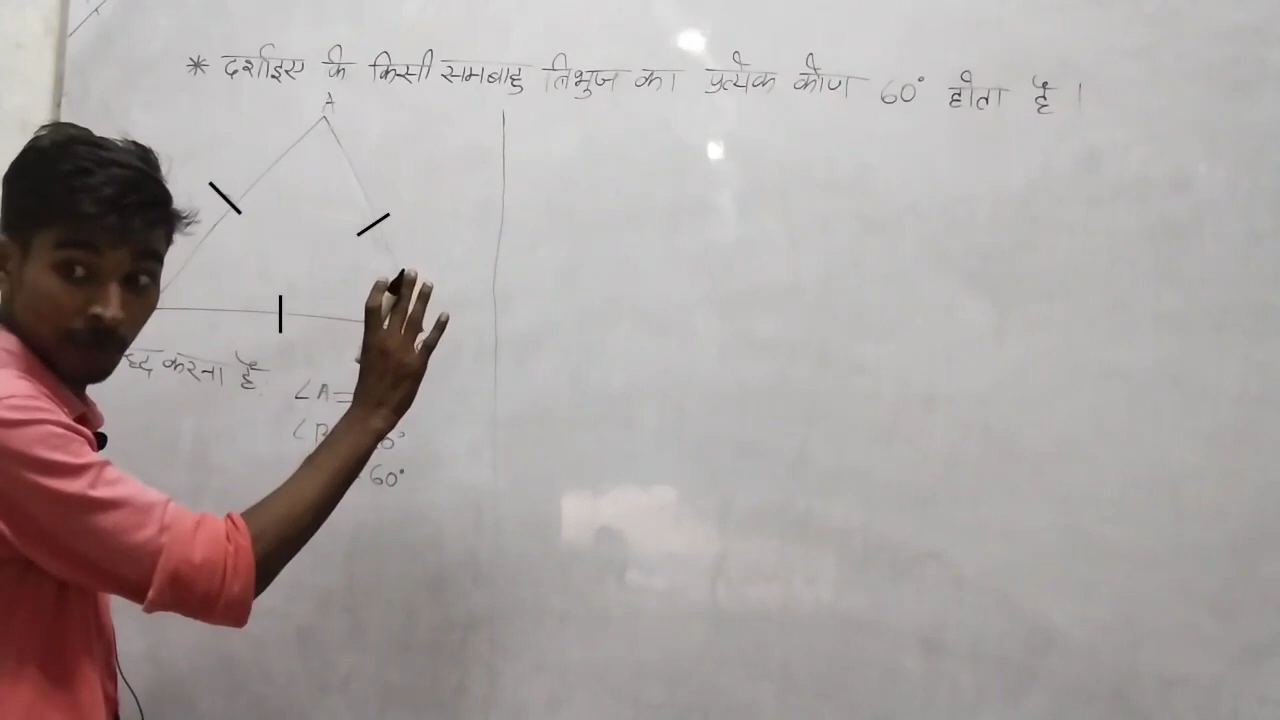 * दर्शाइए कि किसी समबाहु त्रिभुज का प्रत्येक कोण 60° होता है ।
A
करना है
∠A=
60°